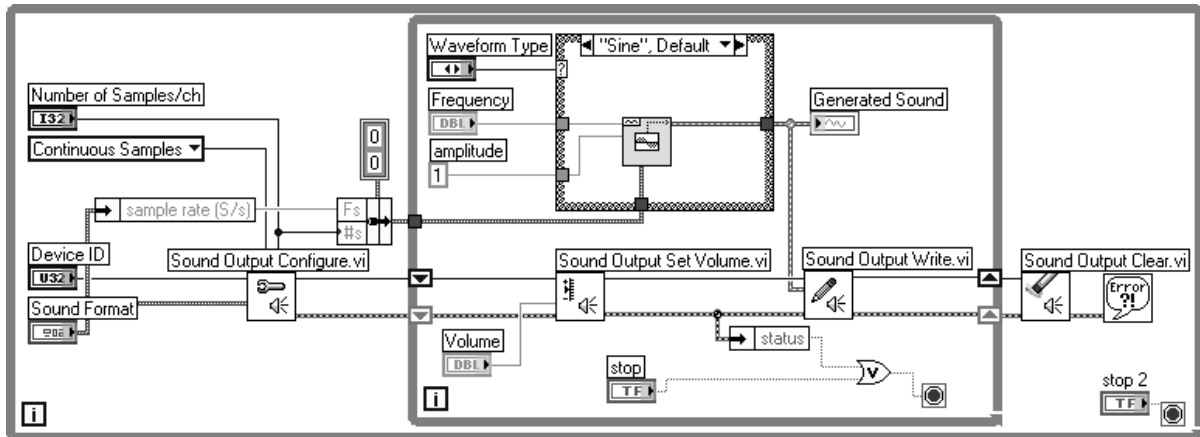 Waveform Type
"Sine", Default
?
Number of Samples/ch
I32
Continuous Samples
0
0
Frequency
DBL
amplitude
1
Generated Sound
sample rate (S/s)
Fs
#s
Device ID
U32
Sound Output Configure.vi
Sound Output Set Volume.vi
Sound Output Write.vi
Sound Output Clear.vi
Error
?!
Sound Format
Volume
DBL
status
stop
TF
V
i
stop 2
TF
i